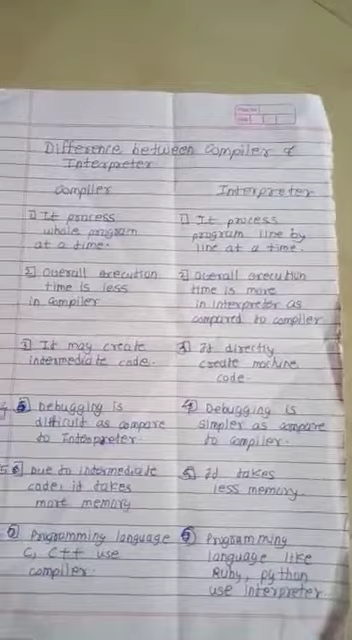 Difference between Compiler &
Interpreter
Compiler
1) It process
whole program
at a time.
2) Overall execution
time is less
in compiler
3) It may create
intermediate code.
4) Debugging is
difficult as compare
to Interpreter.
5) Due to intermediate
code, it takes
more memory
6) Programming language
C, C++ use
compiler.
Interpreter
1) It process
program line by
line at a time.
2) Overall execution
time is more
in interpreter as
compared to compiler
3) It directly
create machine
code.
4) Debugging is
simpler as compare
to compiler.
5) It takes
less memory.
6) Programming
language like
Ruby, python
use interpreter.